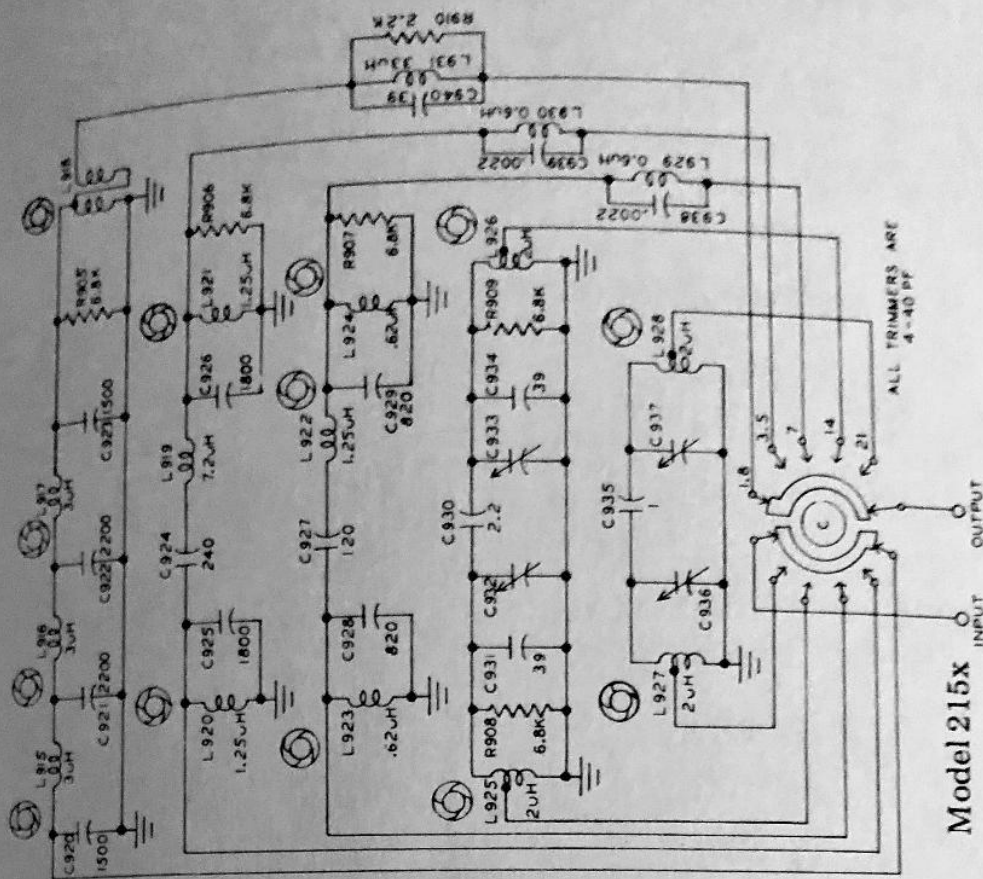 R910 2.2K
L931
33uH
C940
39
L930 0.6uH
.0022
C939
L929 0.6uH
.0022
C938
L918
R905
6.8K
C923 1500
L917
3uH
C922 2200
L916
3uH
C921 2200
L915
3uH
C920
1500
R906
6.8K
L921
1.25uH
C926
1800
L919
7.2uH
C924
240
C925
1800
L920
1.25uH
R907
6.8K
L924
.62uH
C929
820
L922
1.25uH
C927
120
C928
820
L923
.62uH
L926
2uH
R909
6.8K
C934
39
C933
C930
2.2
C932
C931
39
R908
6.8K
L925
2uH
L928
2uH
C937
C935
1
C936
L927
2uH
ALL TRIMMERS ARE
4-40 PF
1.8
3.5
7
14
21
C
INPUT
OUTPUT
Model 215x